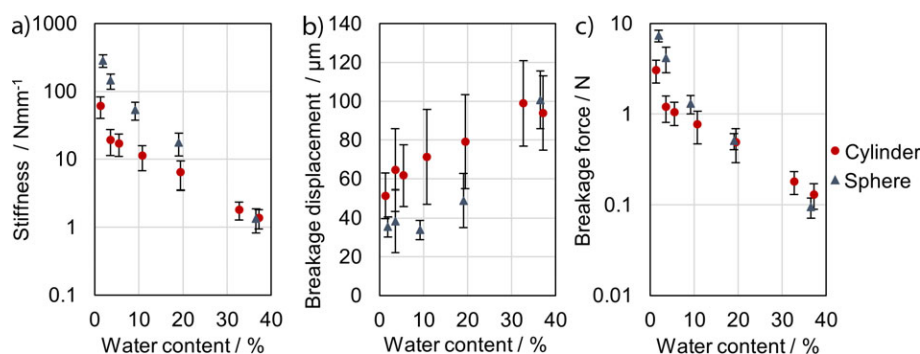 a)
Stiffness / Nmm-1
1000
100
10
1
0.1
0 10 20 30 40
Water content / %
b)
Breakage displacement / µm
140
120
100
80
60
40
20
0
0 10 20 30 40
Water content / %
c)
Breakage force / N
10
1
0.1
0.01
0 10 20 30 40
Water content / %
Cylinder
Sphere